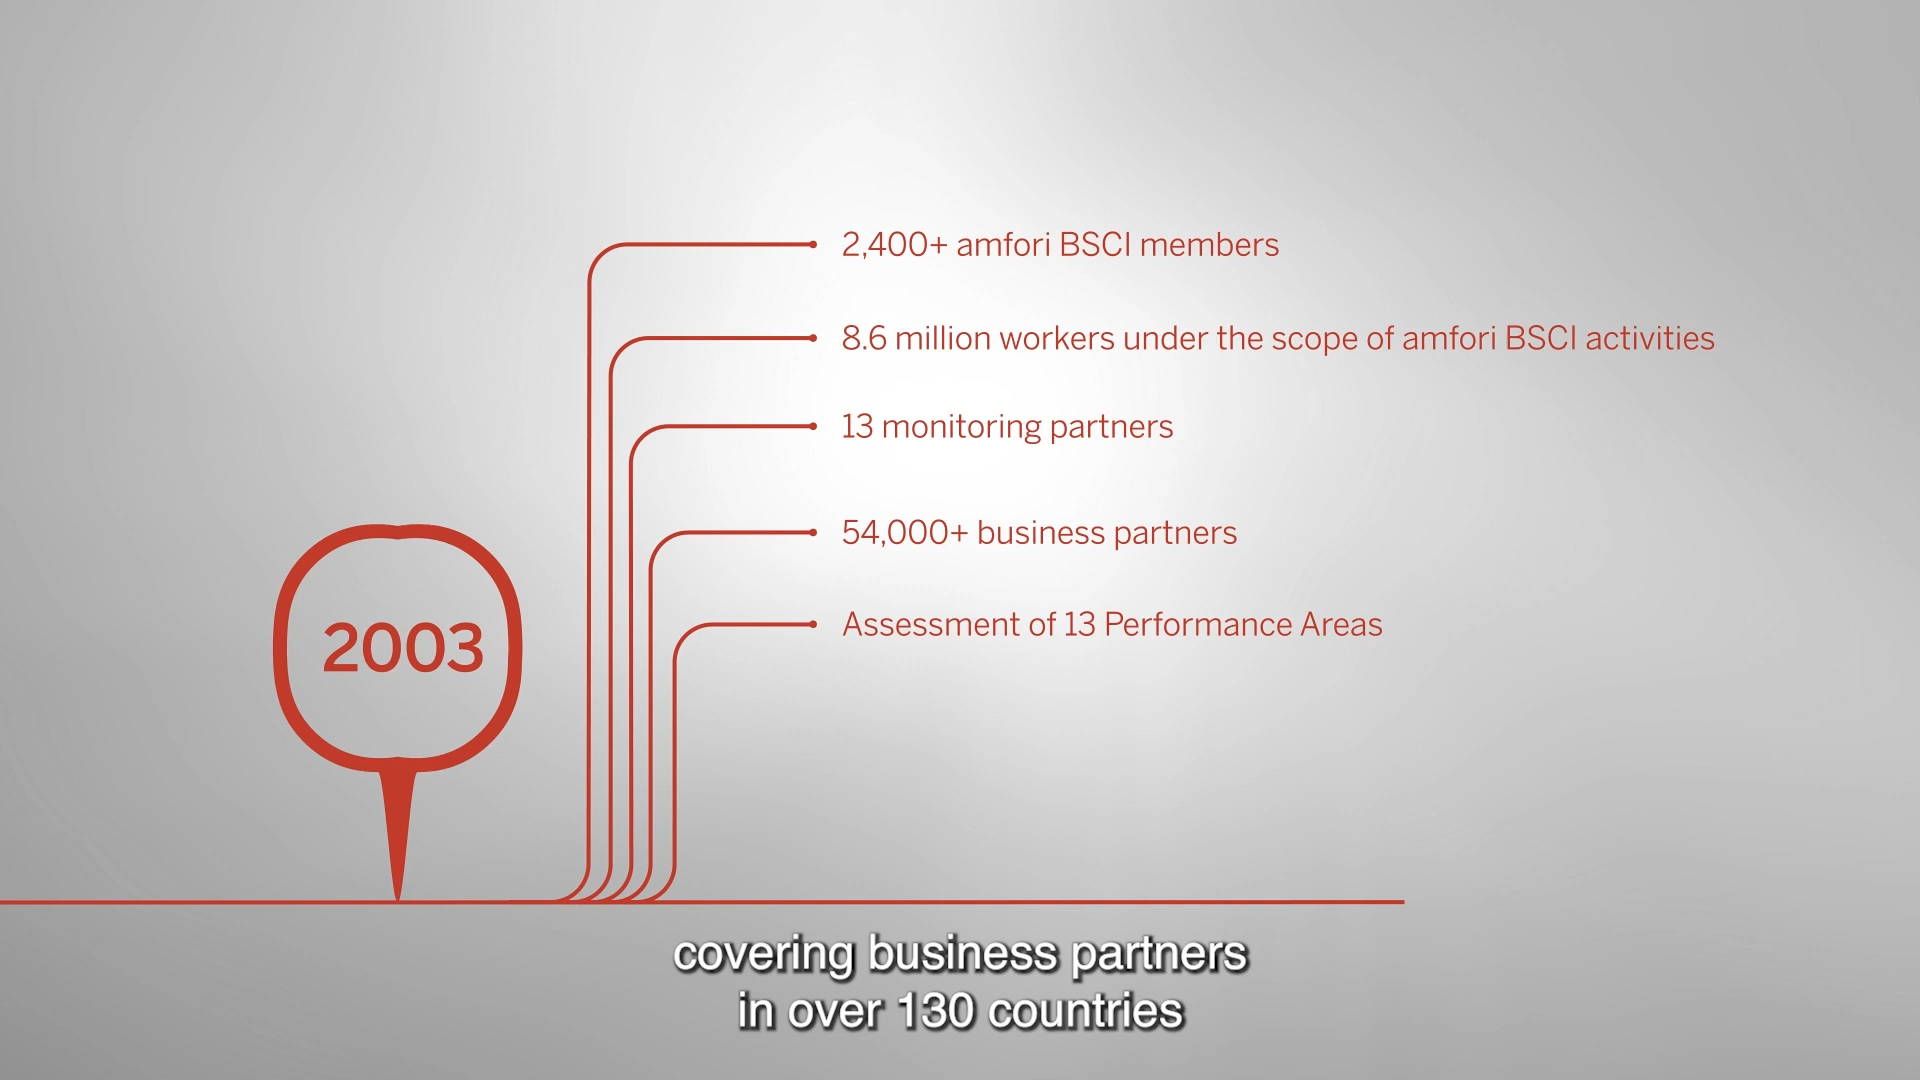 2,400+ amfori BSCI members
8.6 million workers under the scope of amfori BSCI activities
13 monitoring partners
54,000+ business partners
Assessment of 13 Performance Areas
2003
covering business partners
in over 130 countries